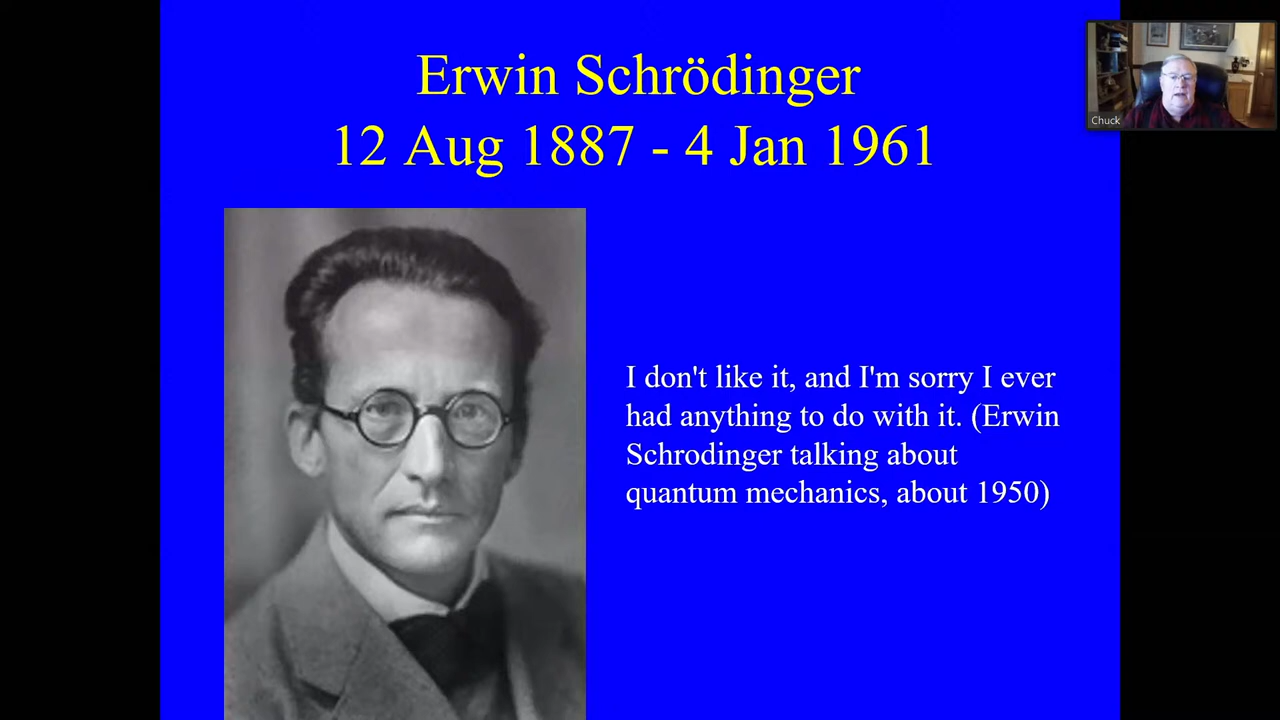 Erwin Schrödinger
12 Aug 1887 - 4 Jan 1961
Chuck
I don't like it, and I'm sorry I ever
had anything to do with it. (Erwin
Schrodinger talking about
quantum mechanics, about 1950)